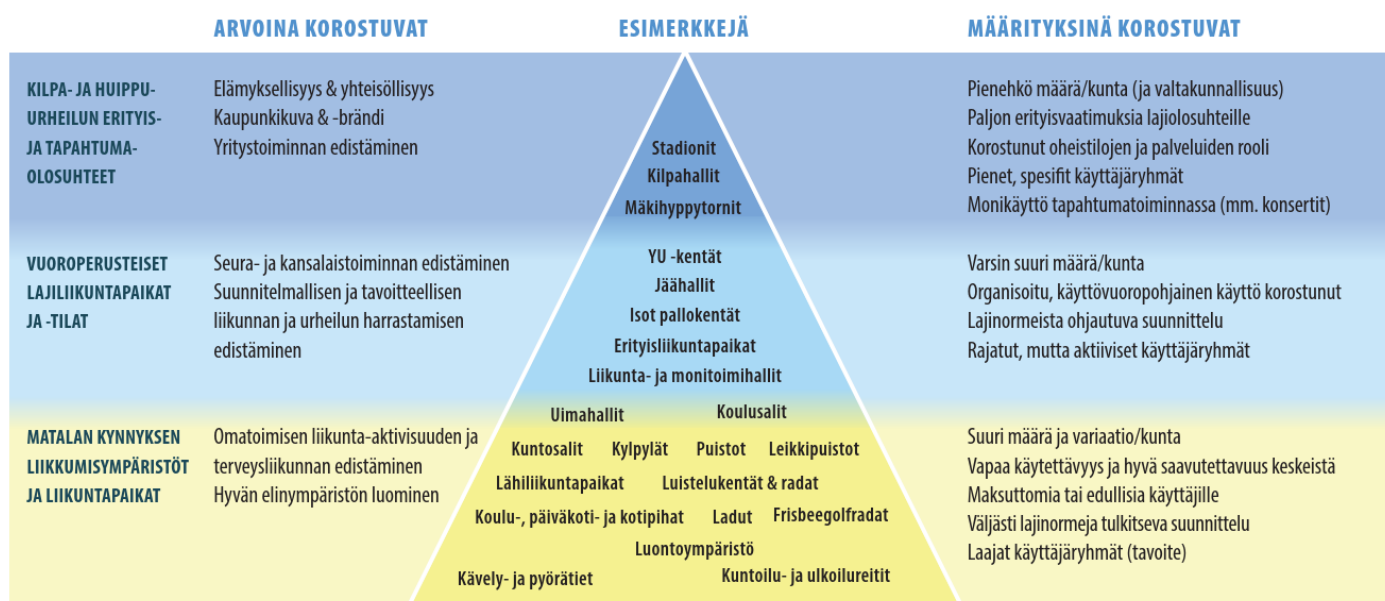 ARVOINA KOROSTUVAT
ESIMERKKEJÄ
MÄÄRITYKSINÄ KOROSTUVAT
KILPA- JA HUIPPU-
URHEILUN ERITYIS-
JA TAPAHTUMA-
OLOSUHTEET
Elämyksellisyys & yhteisöllisyys
Kaupunkikuva & -brändi
Yritystoiminnan edistäminen
Stadionit
Kilpahallit
Mäkihyppytornit
Pienehkö määrä/kunta (ja valtakunnallisuus)
Paljon erityisvaatimuksia lajiolosuhteille
Korostunut oheistilojen ja palveluiden rooli
Pienet, spesifit käyttäjäryhmät
Monikäyttö tapahtumatoiminnassa (mm. konsertit)
VUOROPERUSTEISET
LAJILIIKUNTAPAIKAT
JA -TILAT
Seura- ja kansalaistoiminnan edistäminen
Suunnitelmallisen ja tavoitteellisen
liikunnan ja urheilun harrastamisen
edistäminen
YU -kentät
Jäähallit
Isot pallokentät
Erityisliikuntapaikat
Liikunta- ja monitoimihallit
Varsin suuri määrä/kunta
Organisoitu, käyttövuoropohjainen käyttö korostunut
Lajinormeista ohjautuva suunnittelu
Rajatut, mutta aktiiviset käyttäjäryhmät
MATALAN KYNNYKSEN
LIIKKUMISYMPÄRISTÖT
JA LIIKUNTAPAIKAT
Omatoimisen liikunta-aktivisuuden ja
terveysliikunnan edistäminen
Hyvän elinympäristön luominen
Uimahallit Koulusalit
Kuntosalit Kylpylät Puistot Leikkipuistot
Lähiliikuntapaikat Luistelukentät & radat
Koulu-, päiväkoti- ja kotipihat Ladut Frisbeegolfradat
Luontoympäristö
Kävely- ja pyörätiet Kuntoilu- ja ulkoilureitit
Suuri määrä ja variaatio/kunta
Vapaa käytettävyys ja hyvä saavutettavuus keskeistä
Maksuttomia tai edullisia käyttäjille
Väljästi lajinormeja tulkitseva suunnittelu
Laajat käyttäjäryhmät (tavoite)